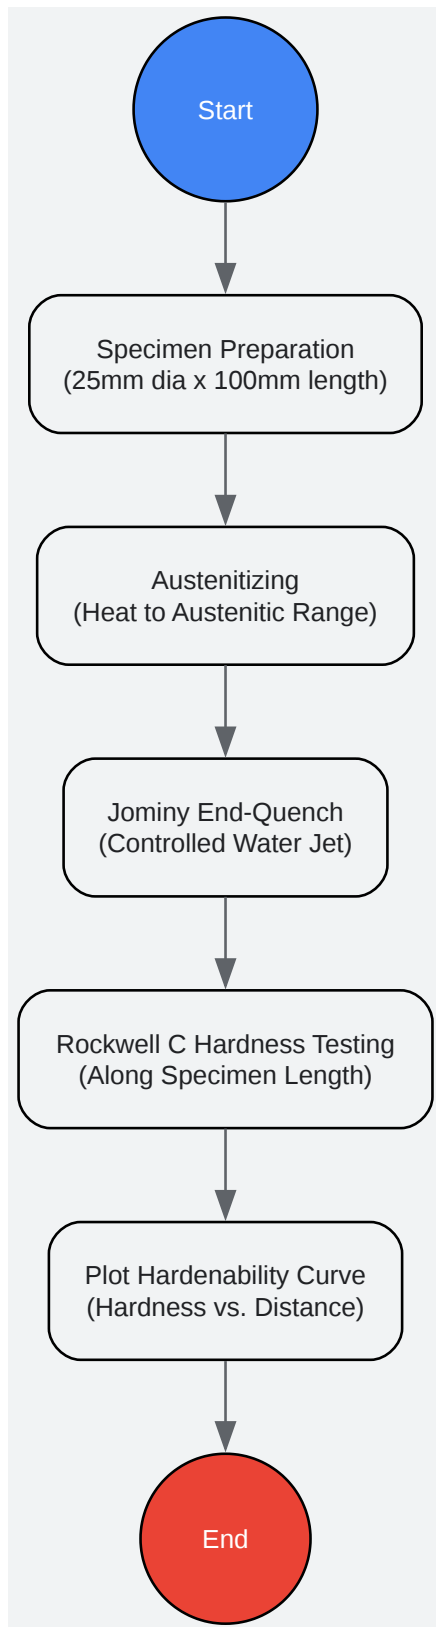 Start
Specimen Preparation
(25mm dia x 100mm length)
Austenitizing
(Heat to Austenitic Range)
Jominy End-Quench
(Controlled Water Jet)
Rockwell C Hardness Testing
(Along Specimen Length)
Plot Hardenability Curve
(Hardness vs. Distance)
End